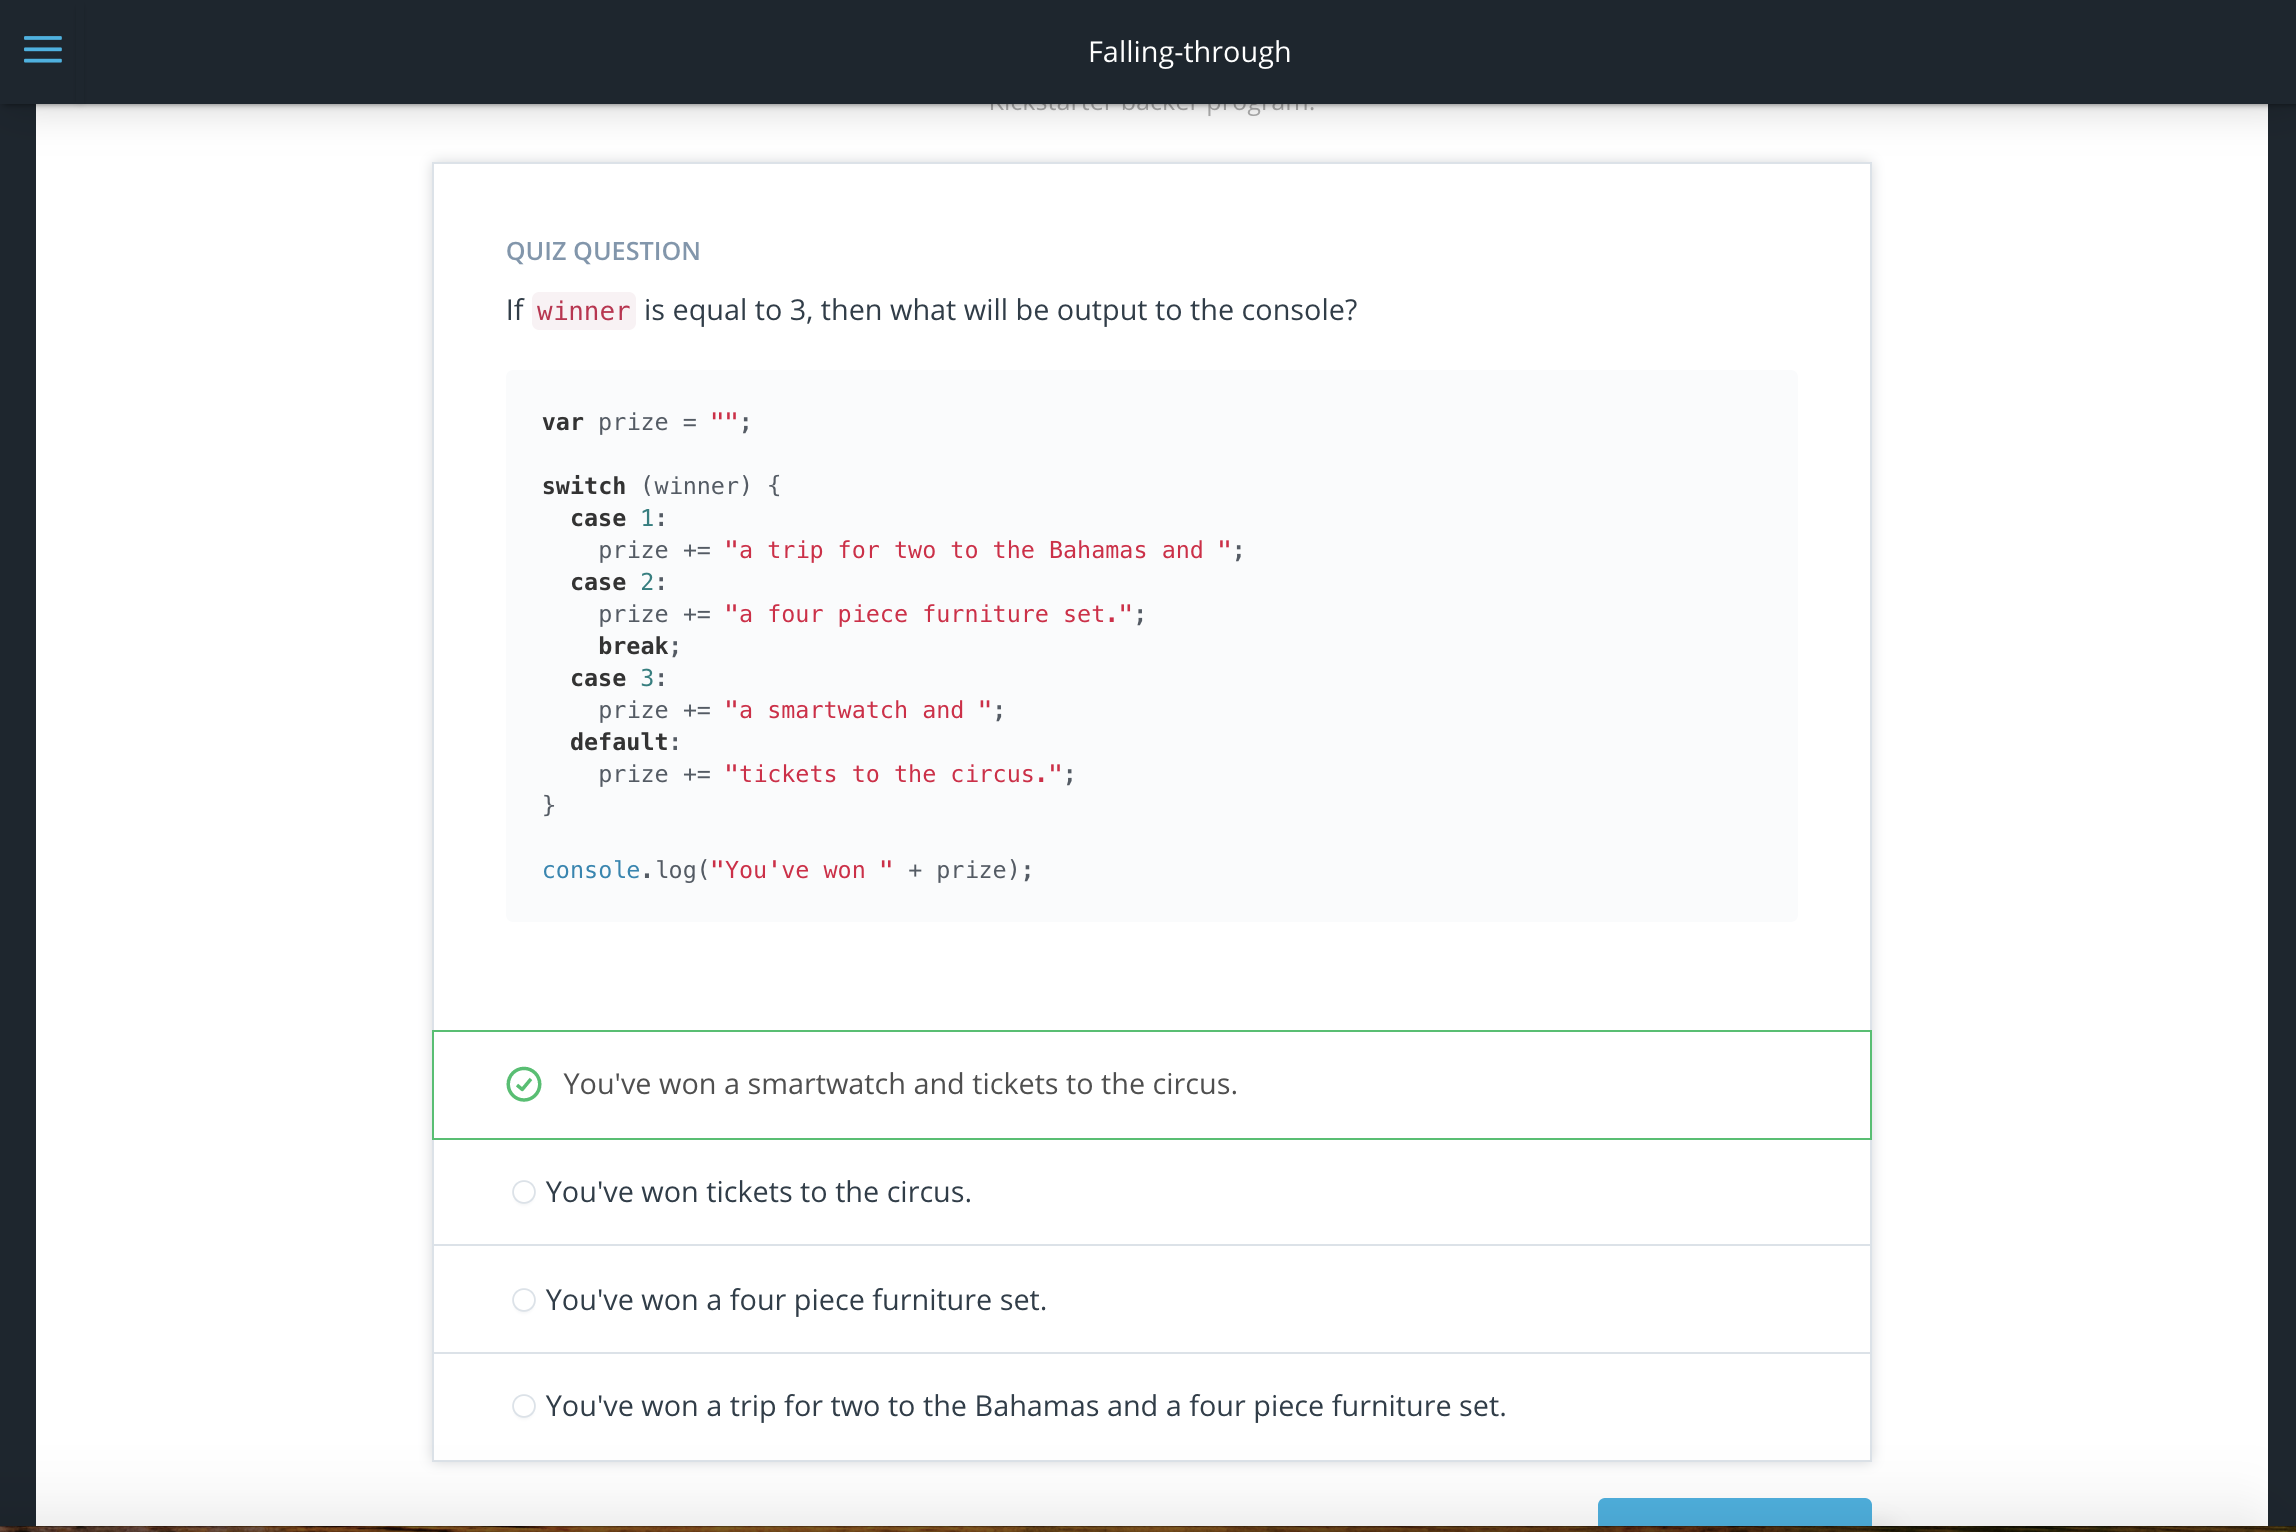 Falling-through
Kickstarter backer program.
QUIZ QUESTION
If winner is equal to 3, then what will be output to the console?
var prize = "";
switch (winner) {
  case 1:
    prize += "a trip for two to the Bahamas and ";
  case 2:
    prize += "a four piece furniture set.";
    break;
  case 3:
    prize += "a smartwatch and ";
  default:
    prize += "tickets to the circus.";
}
console.log("You've won " + prize);
You've won a smartwatch and tickets to the circus.
You've won tickets to the circus.
You've won a four piece furniture set.
You've won a trip for two to the Bahamas and a four piece furniture set.